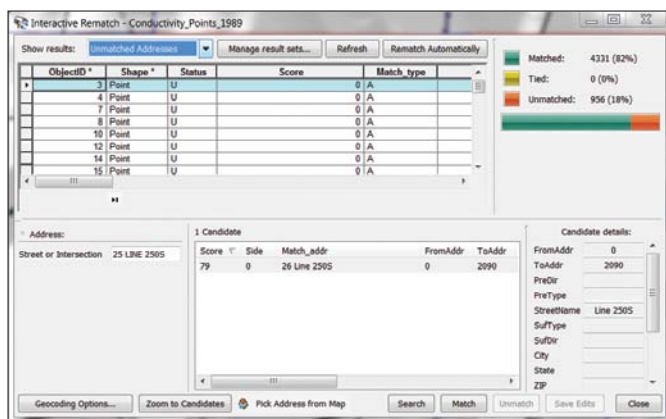 Interactive Rematch - Conductivity_Points_1989
Show results: Unmatched Addresses Manage result sets... Refresh Rematch Automatically
ObjectID * Shape * Status Score Match_type
3 Point U 0 A
4 Point U 0 A
7 Point U 0 A
8 Point U 0 A
10 Point U 0 A
12 Point U 0 A
14 Point U 0 A
15 Point U 0 A
Matched: 4331 (82%)
Tied: 0 (0%)
Unmatched: 956 (18%)
Address:
Street or Intersection 25 LINE 250S
1 Candidate
Score Side Match_addr FromAddr ToAddr
79 0 26 Line 250S 0 2090
Candidate details:
FromAddr 0
ToAddr 2090
PreDir
PreType
StreetName Line 250S
SufType
SufDir
City
State
ZIP
Geocoding Options... Zoom to Candidates Pick Address from Map Search Match Unmatch Save Edits Close